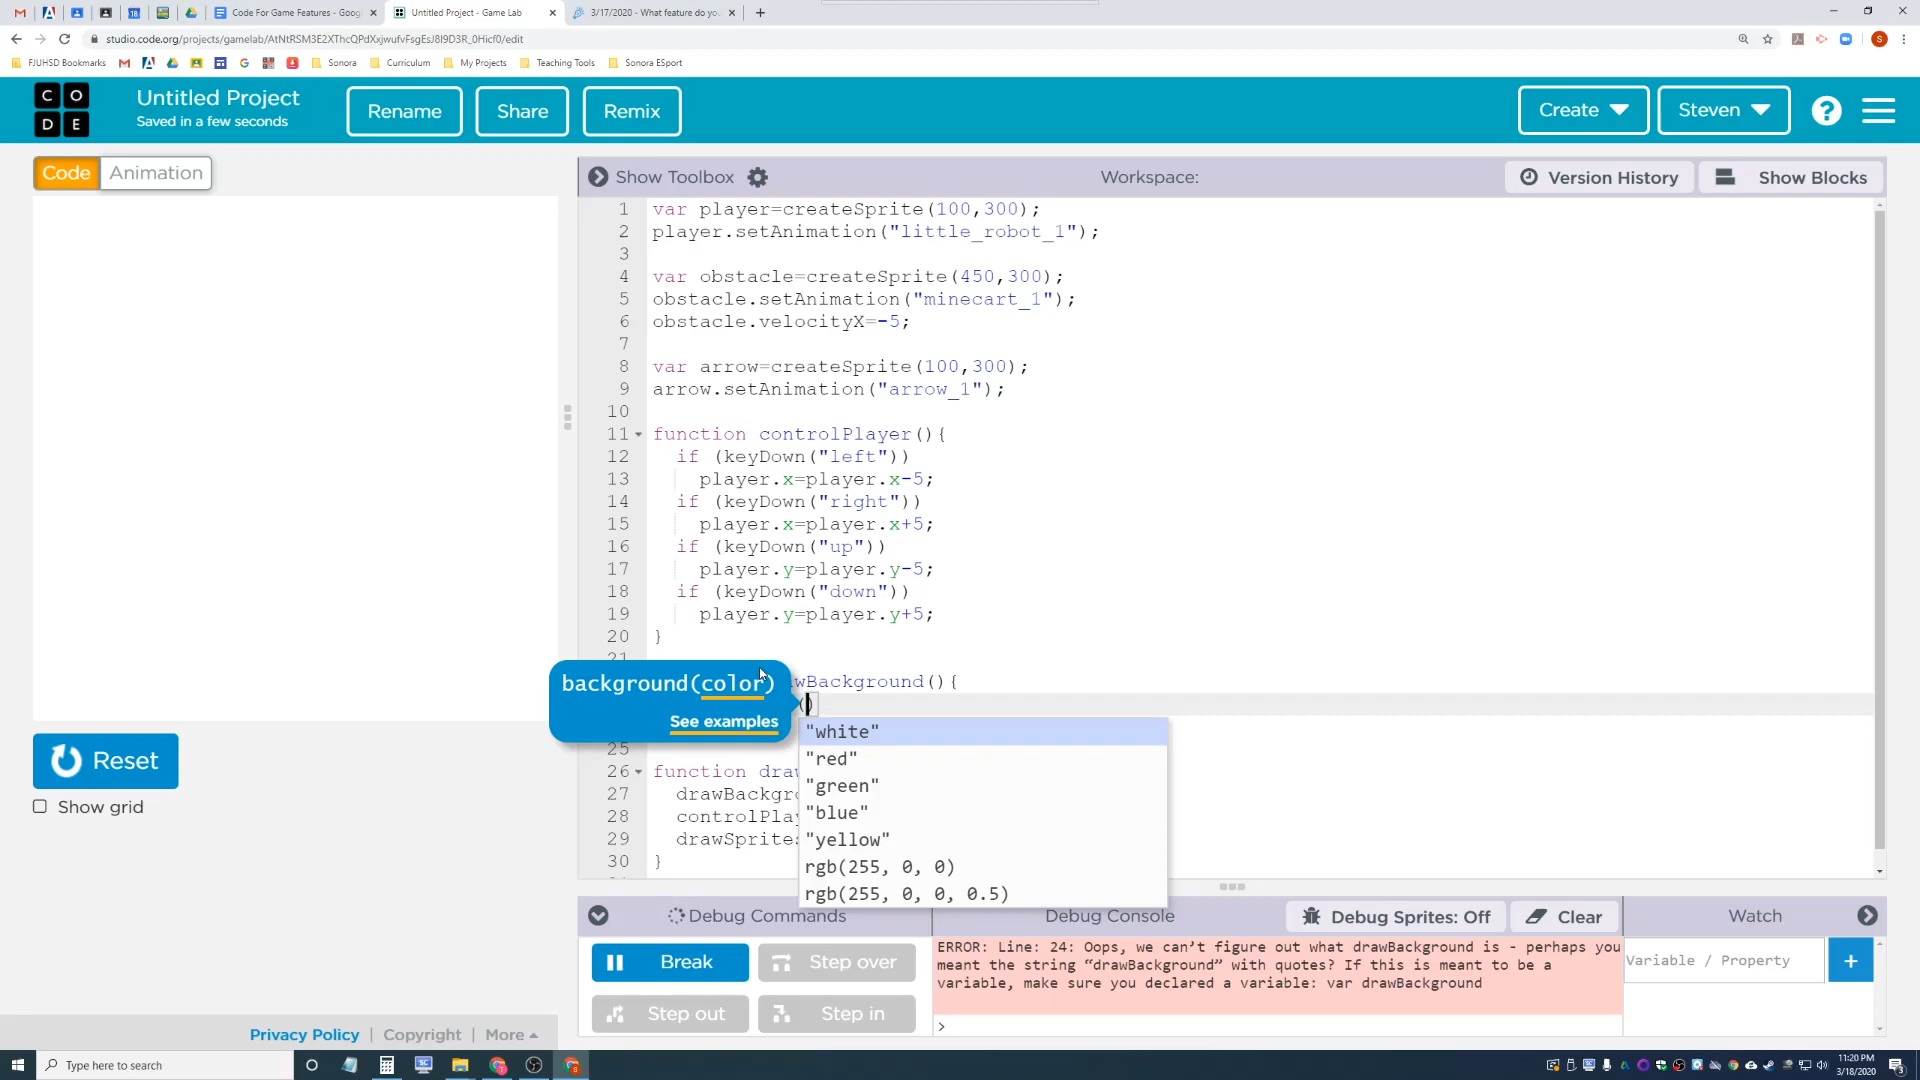 Code For Game Features - Goog
Untitled Project - Game Lab
3/17/2020 - What feature do you
studio.code.org/projects/gamelab/AtNtRSM3E2XThcQPdXxjwufvFsgEsJ8I9D3R_0Hicf0/edit
FJUHSD Bookmarks
Sonora
Curriculum
My Projects
Teaching Tools
Sonora ESport
C O
D E
Untitled Project
Saved in a few seconds
Rename
Share
Remix
Create
Steven
?
Code
Animation
Show Toolbox
Workspace:
Version History
Show Blocks
1 var player=createSprite(100,300);
2 player.setAnimation("little_robot_1");
3
4 var obstacle=createSprite(450,300);
5 obstacle.setAnimation("minecart_1");
6 obstacle.velocityX=-5;
7
8 var arrow=createSprite(100,300);
9 arrow.setAnimation("arrow_1");
10
11 function controlPlayer(){
12 if (keyDown("left"))
13 player.x=player.x-5;
14 if (keyDown("right"))
15 player.x=player.x+5;
16 if (keyDown("up"))
17 player.y=player.y-5;
18 if (keyDown("down"))
19 player.y=player.y+5;
20 }
21
background(color)
wBackground(){
()
See examples
"white"
"red"
"green"
"blue"
"yellow"
rgb(255, 0, 0)
rgb(255, 0, 0, 0.5)
25
26 function draw
27 drawBackgro
28 controlPlay
29 drawSprites
30 }
Reset
Show grid
Debug Commands
Debug Console
Debug Sprites: Off
Clear
Watch
Break
Step over
Step out
Step in
ERROR: Line: 24: Oops, we can't figure out what drawBackground is - perhaps you
meant the string “drawBackground” with quotes? If this is meant to be a
variable, make sure you declared a variable: var drawBackground
>
Variable / Property
+
Privacy Policy | Copyright | More
Type here to search
11:20 PM
3/18/2020